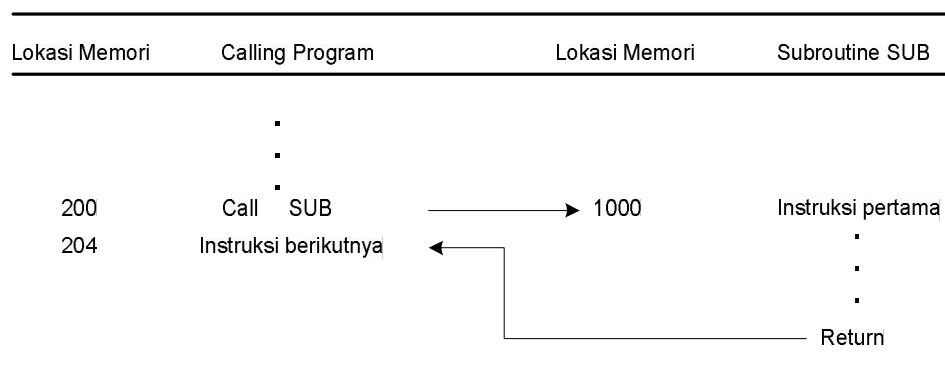 Lokasi Memori Calling Program Lokasi Memori Subroutine SUB
200 Call SUB 1000 Instruksi pertama
204 Instruksi berikutnya
Return